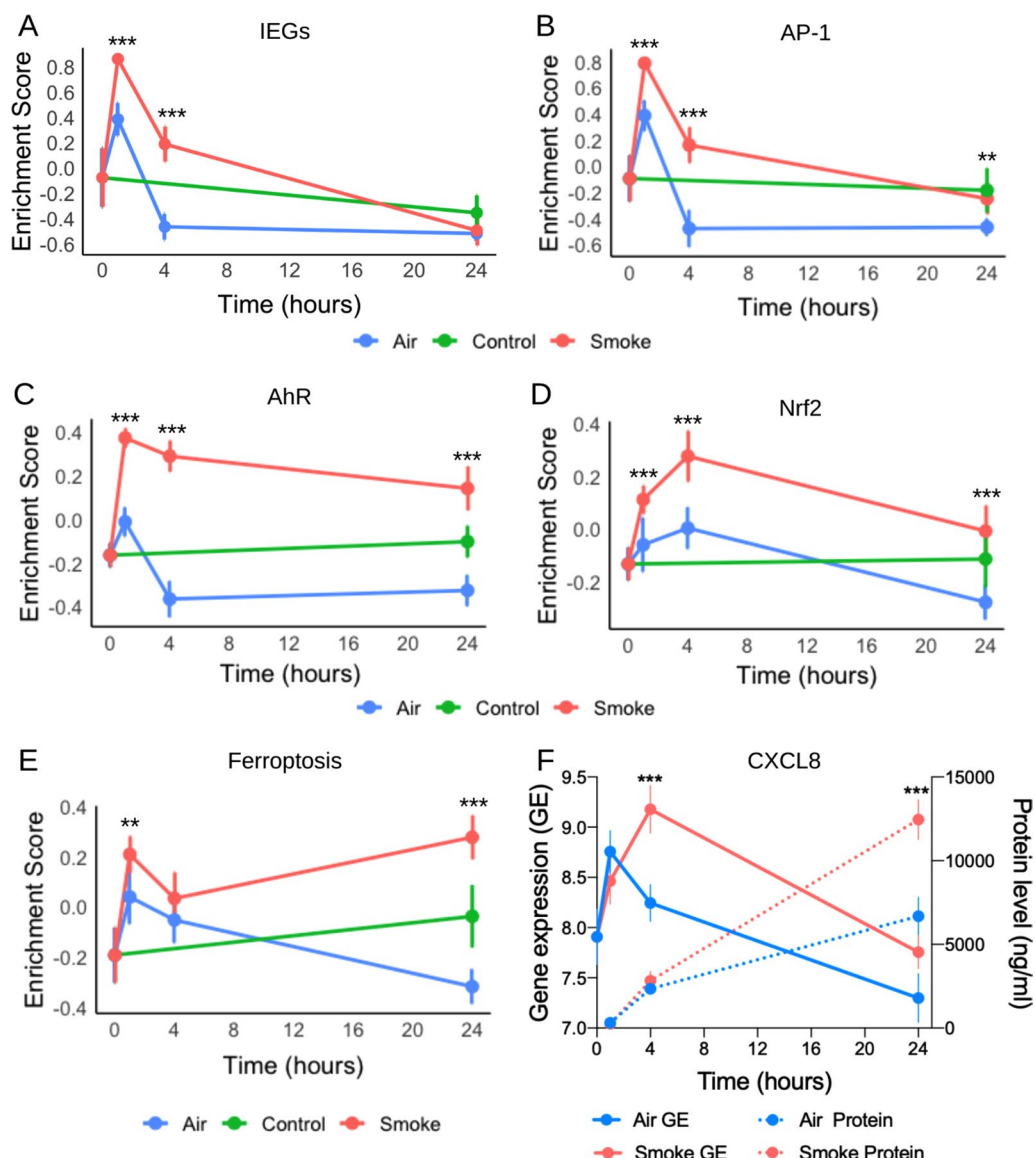 A IEGs
Enrichment Score
0.8
0.6
0.4
0.2
0.0
-0.2
-0.4
-0.6
***
***
0 4 8 12 16 20 24
Time (hours)
B AP-1
Enrichment Score
0.8
0.6
0.4
0.2
0.0
-0.2
-0.4
-0.6
***
***
**
0 4 8 12 16 20 24
Time (hours)
Air Control Smoke
C AhR
Enrichment Score
0.4
0.2
0.0
-0.2
-0.4
***
***
***
0 4 8 12 16 20 24
Time (hours)
D Nrf2
Enrichment Score
0.4
0.2
0.0
-0.2
***
***
***
0 4 8 12 16 20 24
Time (hours)
Air Control Smoke
E Ferroptosis
Enrichment Score
0.4
0.2
0.0
-0.2
-0.4
**
***
0 4 8 12 16 20 24
Time (hours)
Air Control Smoke
F CXCL8
Gene expression (GE)
9.5
9.0
8.5
8.0
7.5
7.0
***
***
15000
10000
5000
0
Protein level (ng/ml)
0 4 8 12 16 20 24
Time (hours)
Air GE Air Protein
Smoke GE Smoke Protein